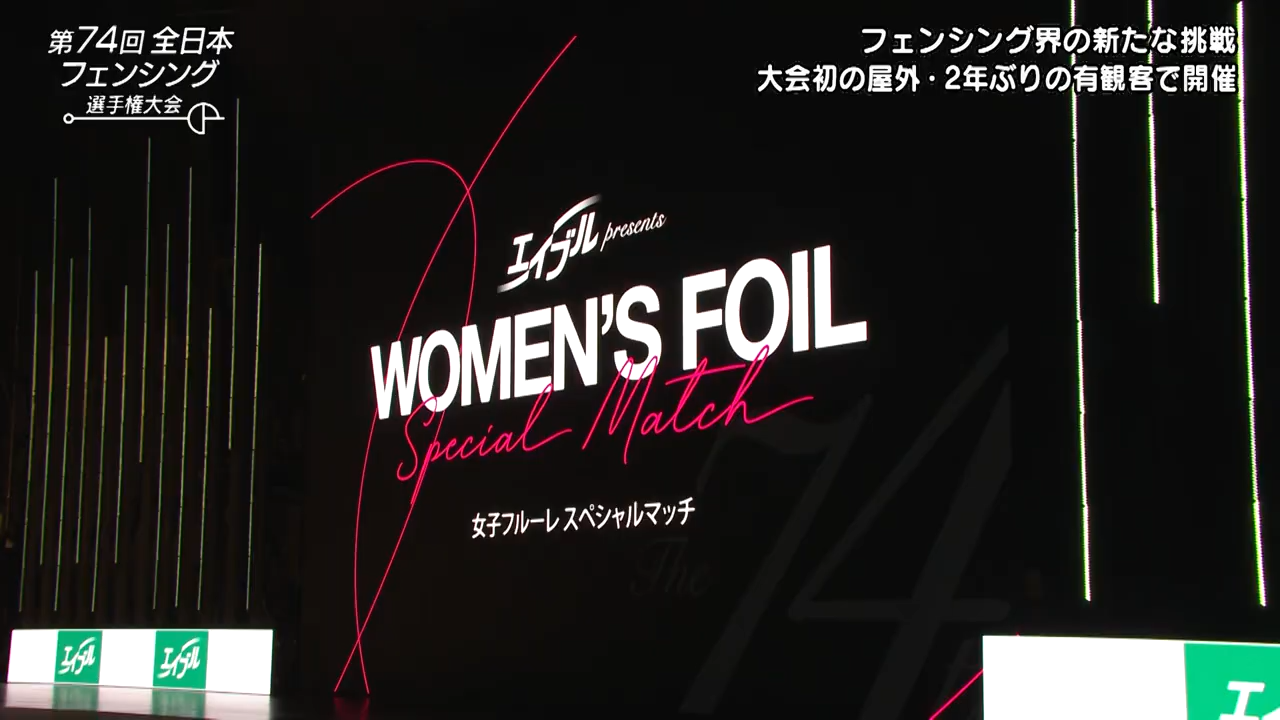 第74回 全日本
フェンシング
選手権大会
フェンシング界の新たな挑戦
大会初の屋外・2年ぶりの有観客で開催
エイブル presents
WOMEN'S FOIL
Special Match
女子フルーレ スペシャルマッチ
The
74
エイブル
エイブル
エ